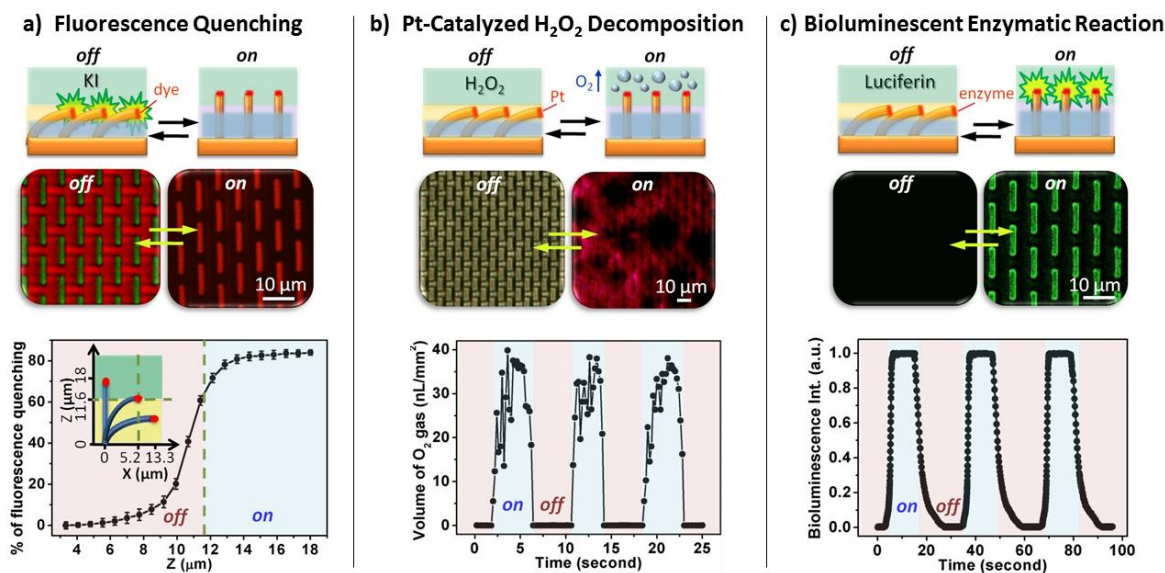 a) Fluorescence Quenching
off
on
KI
dye
off
on
10 μm
% of fluorescence quenching
80
60
40
20
0
Z (μm)
18
11.6
0
0 5.2 13.3
X (μm)
off
on
4 6 8 10 12 14 16 18
Z (μm)
b) Pt-Catalyzed H₂O₂ Decomposition
off
on
H₂O₂
Pt
O₂
off
on
10 μm
Volume of O₂ gas (nL/mm²)
40
30
20
10
0
on
off
0 5 10 15 20 25
Time (second)
c) Bioluminescent Enzymatic Reaction
off
on
Luciferin
enzyme
off
on
10 μm
Bioluminescence Int. (a.u.)
1.0
0.8
0.6
0.4
0.2
0.0
on
off
0 20 40 60 80 100
Time (second)